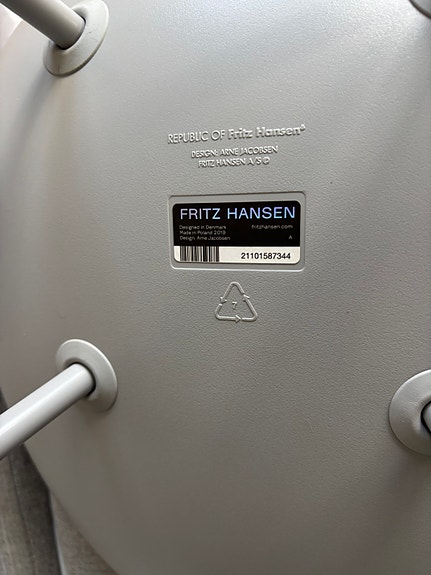 REPUBLIC OF Fritz Hansen®
DESIGN: ARNE JACOBSEN
FRITZ HANSEN A/S ©
FRITZ HANSEN
Designed in Denmark fritzhansen.com
Made in Poland 2019
Design: Arne Jacobsen A
21101587344
7